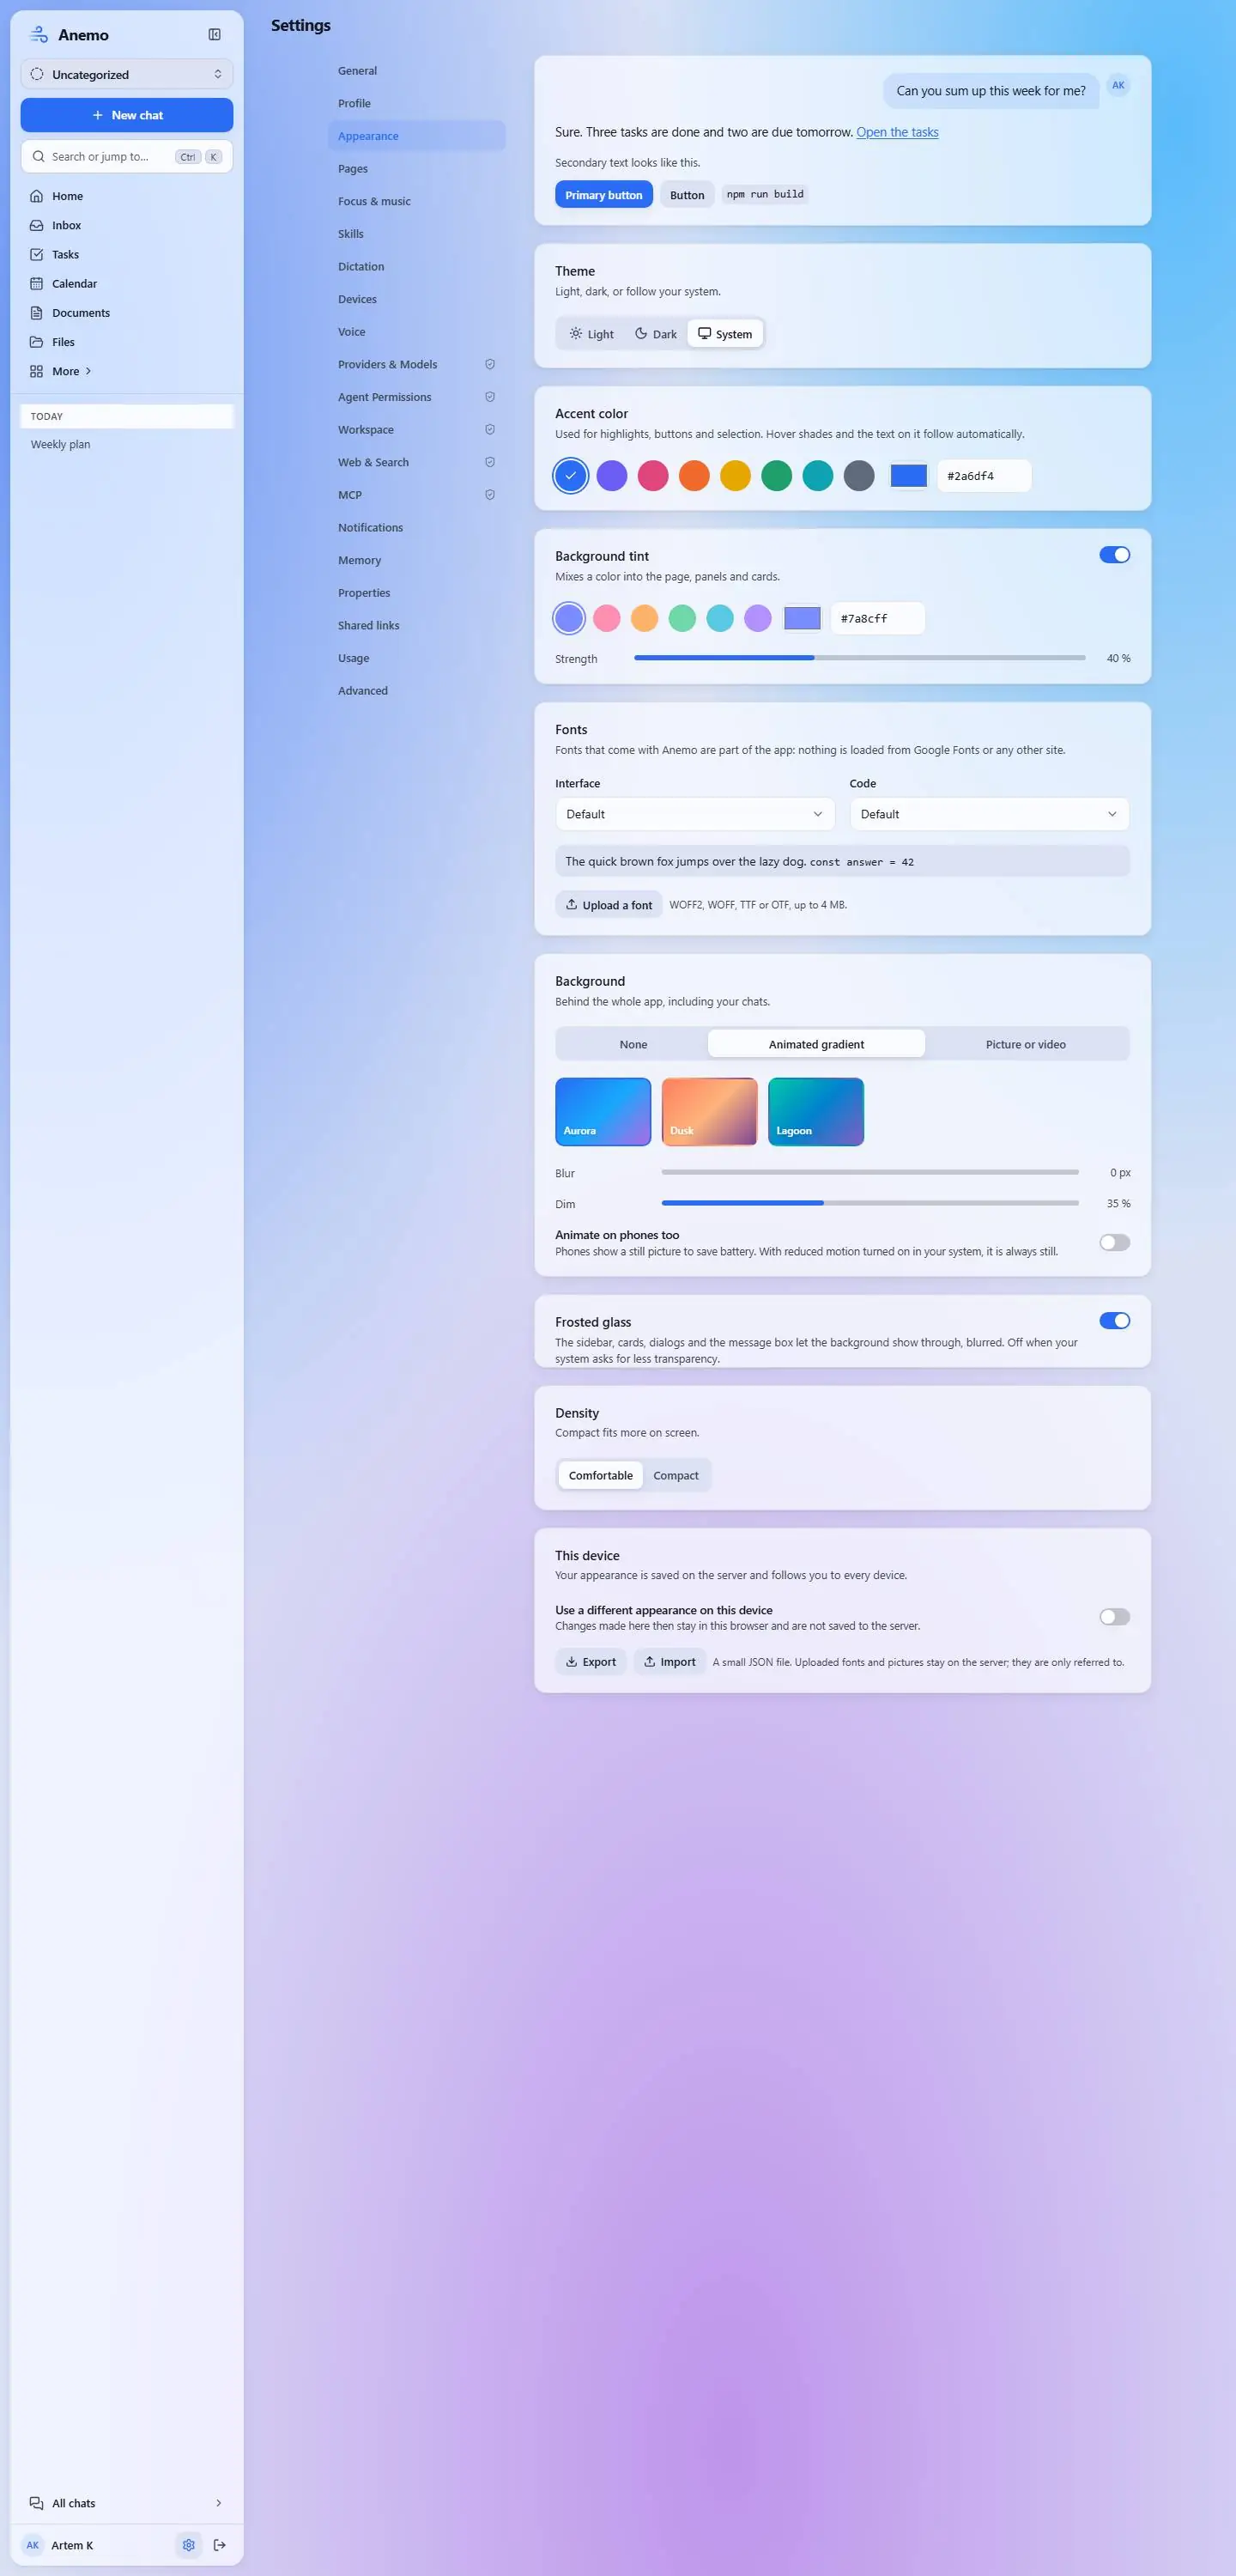 Anemo
Uncategorized
New chat
Search or jump to... Ctrl K
Home
Inbox
Tasks
Calendar
Documents
Files
More
TODAY
Weekly plan
All chats
AK Artem K
Settings
General
Profile
Appearance
Pages
Focus & music
Skills
Dictation
Devices
Voice
Providers & Models
Agent Permissions
Workspace
Web & Search
MCP
Notifications
Memory
Properties
Shared links
Usage
Advanced
Can you sum up this week for me? AK
Sure. Three tasks are done and two are due tomorrow. Open the tasks
Secondary text looks like this.
Primary button Button npm run build
Theme
Light, dark, or follow your system.
Light Dark System
Accent color
Used for highlights, buttons and selection. Hover shades and the text on it follow automatically.
#2a6df4
Background tint
Mixes a color into the page, panels and cards.
#7a8cff
Strength 40 %
Fonts
Fonts that come with Anemo are part of the app: nothing is loaded from Google Fonts or any other site.
Interface Code
Default Default
The quick brown fox jumps over the lazy dog. const answer = 42
Upload a font WOFF2, WOFF, TTF or OTF, up to 4 MB.
Background
Behind the whole app, including your chats.
None Animated gradient Picture or video
Aurora Dusk Lagoon
Blur 0 px
Dim 35 %
Animate on phones too
Phones show a still picture to save battery. With reduced motion turned on in your system, it is always still.
Frosted glass
The sidebar, cards, dialogs and the message box let the background show through, blurred. Off when your
system asks for less transparency.
Density
Compact fits more on screen.
Comfortable Compact
This device
Your appearance is saved on the server and follows you to every device.
Use a different appearance on this device
Changes made here then stay in this browser and are not saved to the server.
Export Import A small JSON file. Uploaded fonts and pictures stay on the server; they are only referred to.